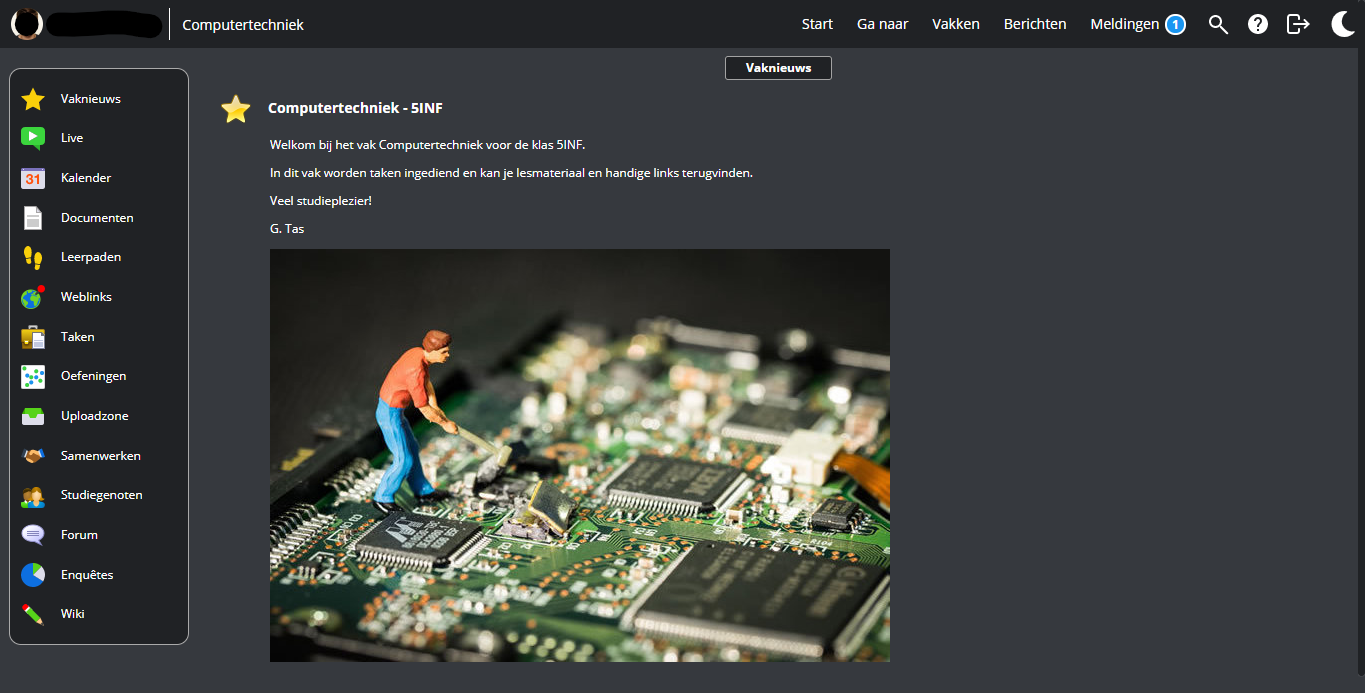 Computertechniek
Start
Ga naar
Vakken
Berichten
Meldingen 1
Vaknieuws
Vaknieuws
Live
31 Kalender
Documenten
Leerpaden
Weblinks
Taken
Oefeningen
Uploadzone
Samenwerken
Studiegenoten
Forum
Enquêtes
Wiki
Computertechniek - 5INF
Welkom bij het vak Computertechniek voor de klas 5INF.
In dit vak worden taken ingediend en kan je lesmateriaal en handige links terugvinden.
Veel studieplezier!
G. Tas